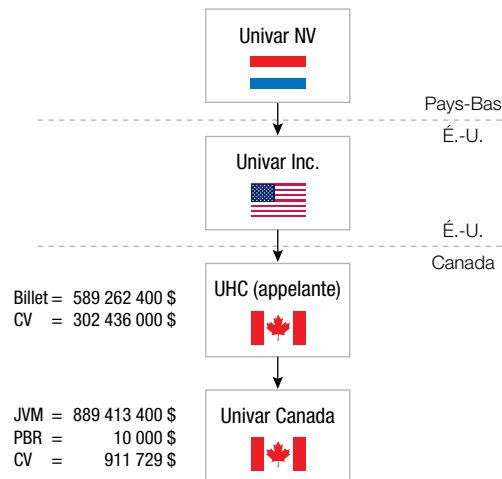 Univar NV
Pays-Bas
É.-U.
Univar Inc.
É.-U.
Canada
UHC (appelante)
Billet = 589 262 400 $
CV = 302 436 000 $
Univar Canada
JVM = 889 413 400 $
PBR = 10 000 $
CV = 911 729 $